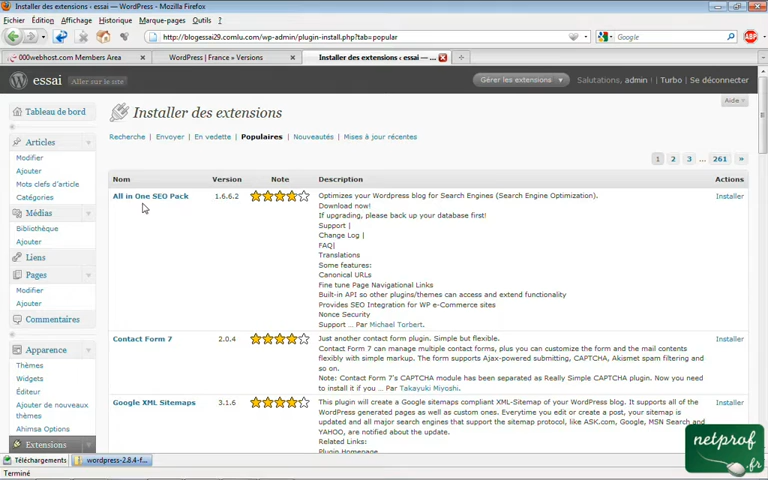 Installer des extensions ‹ essai — WordPress — Mozilla Firefox
Fichier Édition Affichage Historique Marque-pages Outils ?
http://blogessai29.comlu.com/wp-admin/plugin-install.php?tab=popular
Google
ABP
000webhost.com Members Area
WordPress | France » Versions
Installer des extensions ‹ essai — ...
essai
Aller sur le site
Gérer les extensions
Salutations, admin | Turbo | Se déconnecter
Aide
Tableau de bord
Articles
Modifier
Ajouter
Mots clefs d'article
Catégories
Médias
Bibliothèque
Ajouter
Liens
Pages
Modifier
Ajouter
Commentaires
Apparence
Thèmes
Widgets
Éditeur
Ajouter de nouveaux
thèmes
Ahimsa Options
Extensions
Installer des extensions
Recherche | Envoyer | En vedette | Populaires | Nouveautés | Mises à jour récentes
1 2 3 ... 261 »
Nom Version Note Description Actions
All in One SEO Pack 1.6.6.2 Optimizes your Wordpress blog for Search Engines (Search Engine Optimization). Installer
Download now!
If upgrading, please back up your database first!
Support |
Change Log |
FAQ|
Translations
Some features:
Canonical URLs
Fine tune Page Navigational Links
Built-in API so other plugins/themes can access and extend functionality
Provides SEO Integration for WP e-Commerce sites
Nonce Security
Support ... Par Michael Torbert.
Contact Form 7 2.0.4 Just another contact form plugin. Simple but flexible. Installer
Contact Form 7 can manage multiple contact forms, plus you can customize the form and the mail contents
flexibly with simple markup. The form supports Ajax-powered submitting, CAPTCHA, Akismet spam filtering and
so on.
Note: Contact Form 7's CAPTCHA module has been separated as Really Simple CAPTCHA plugin. Now you need
to install it if you ... Par Takayuki Miyoshi.
Google XML Sitemaps 3.1.6 This plugin will create a Google sitemaps compliant XML-Sitemap of your WordPress blog. It supports all of the Installer
WordPress generated pages as well as custom ones. Everytime you edit or create a post, your sitemap is
updated and all major search engines that support the sitemap protocol, like ASK.com, Google, MSN Search and
YAHOO, are notified about the update.
Related Links:
Plugin Homepage
Téléchargements
wordpress-2.8.4-f...
Terminé
netprof
.fr